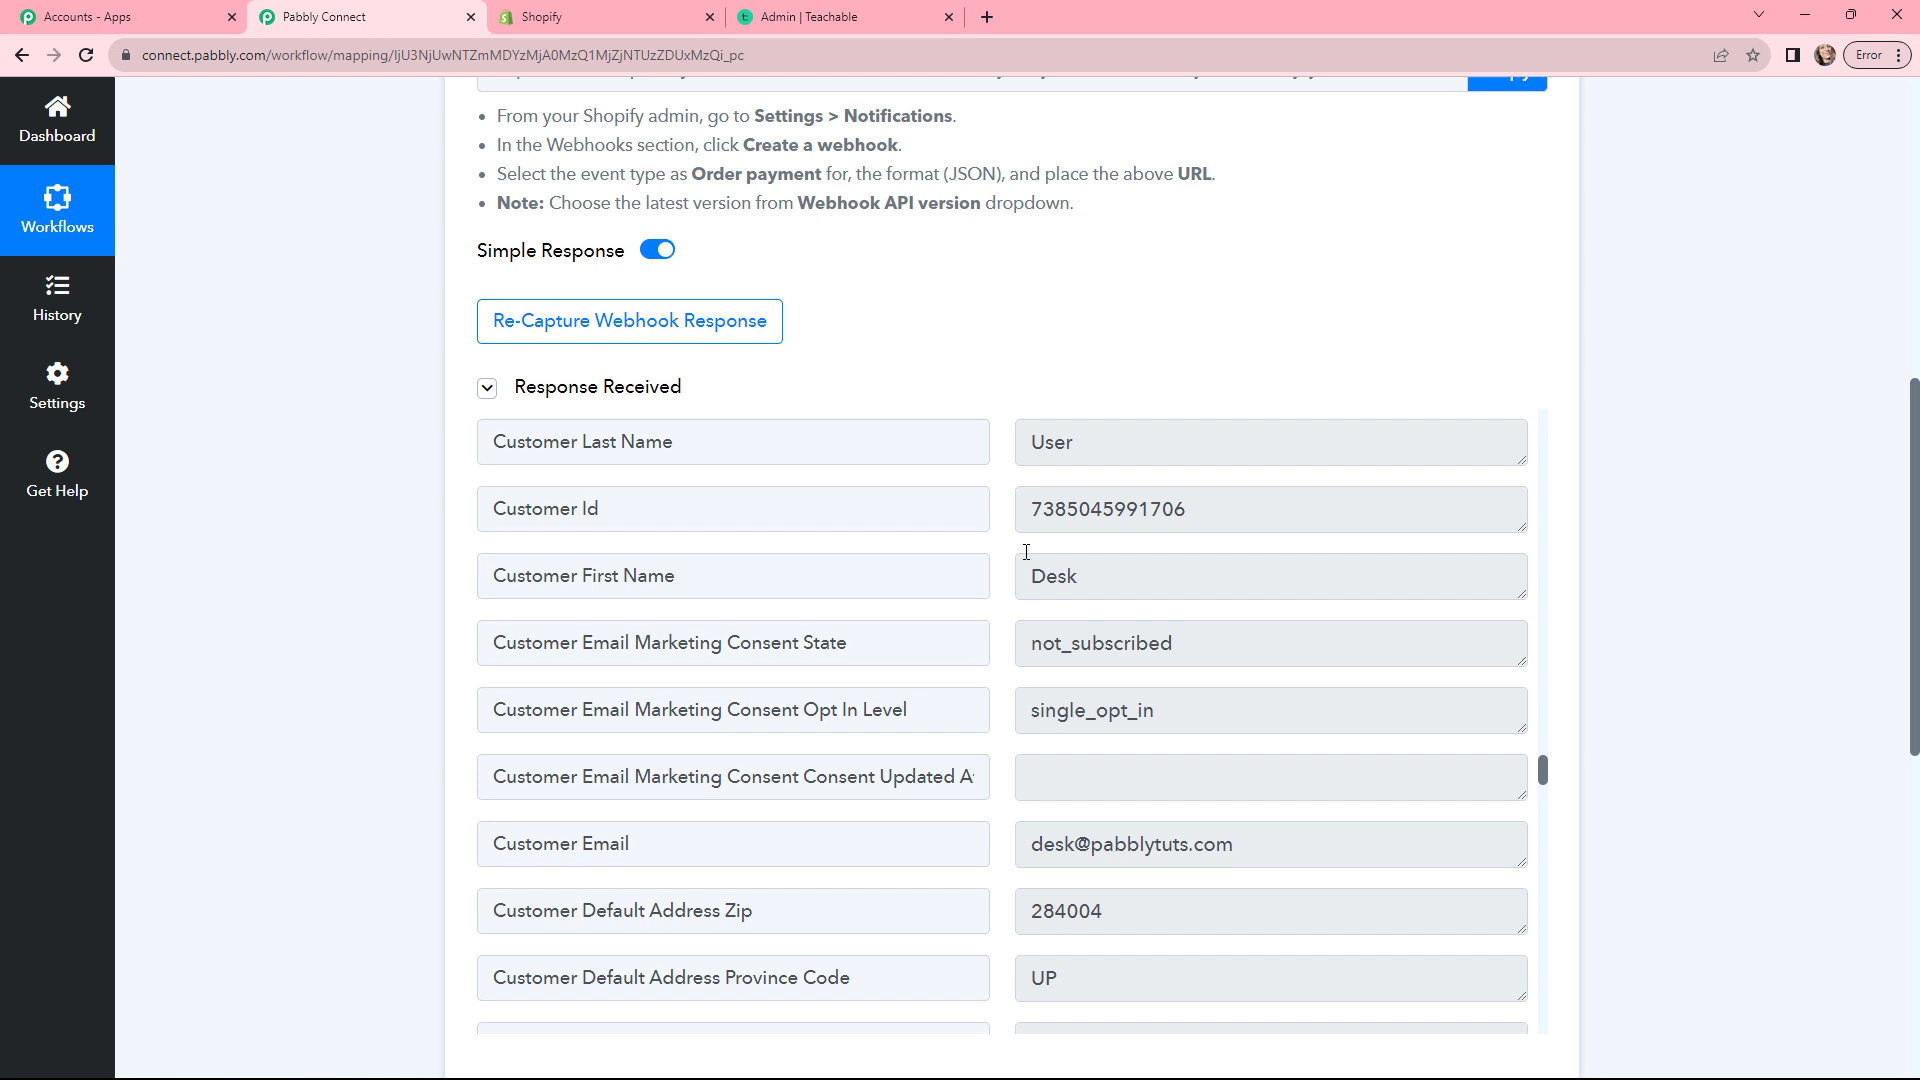 Accounts - Apps
Pabbly Connect
Shopify
Admin | Teachable
connect.pabbly.com/workflow/mapping/IjU3NjUwNTZmMDYzMjA0MzQ1MjZjNTUzZDUxMzQi_pc
Error
Dashboard
Workflows
History
Settings
Get Help
From your Shopify admin, go to Settings > Notifications.
In the Webhooks section, click Create a webhook.
Select the event type as Order payment for, the format (JSON), and place the above URL.
Note: Choose the latest version from Webhook API version dropdown.
Simple Response
Re-Capture Webhook Response
Response Received
Customer Last Name
User
Customer Id
7385045991706
Customer First Name
Desk
Customer Email Marketing Consent State
not_subscribed
Customer Email Marketing Consent Opt In Level
single_opt_in
Customer Email Marketing Consent Consent Updated A
Customer Email
desk@pabblytuts.com
Customer Default Address Zip
284004
Customer Default Address Province Code
UP